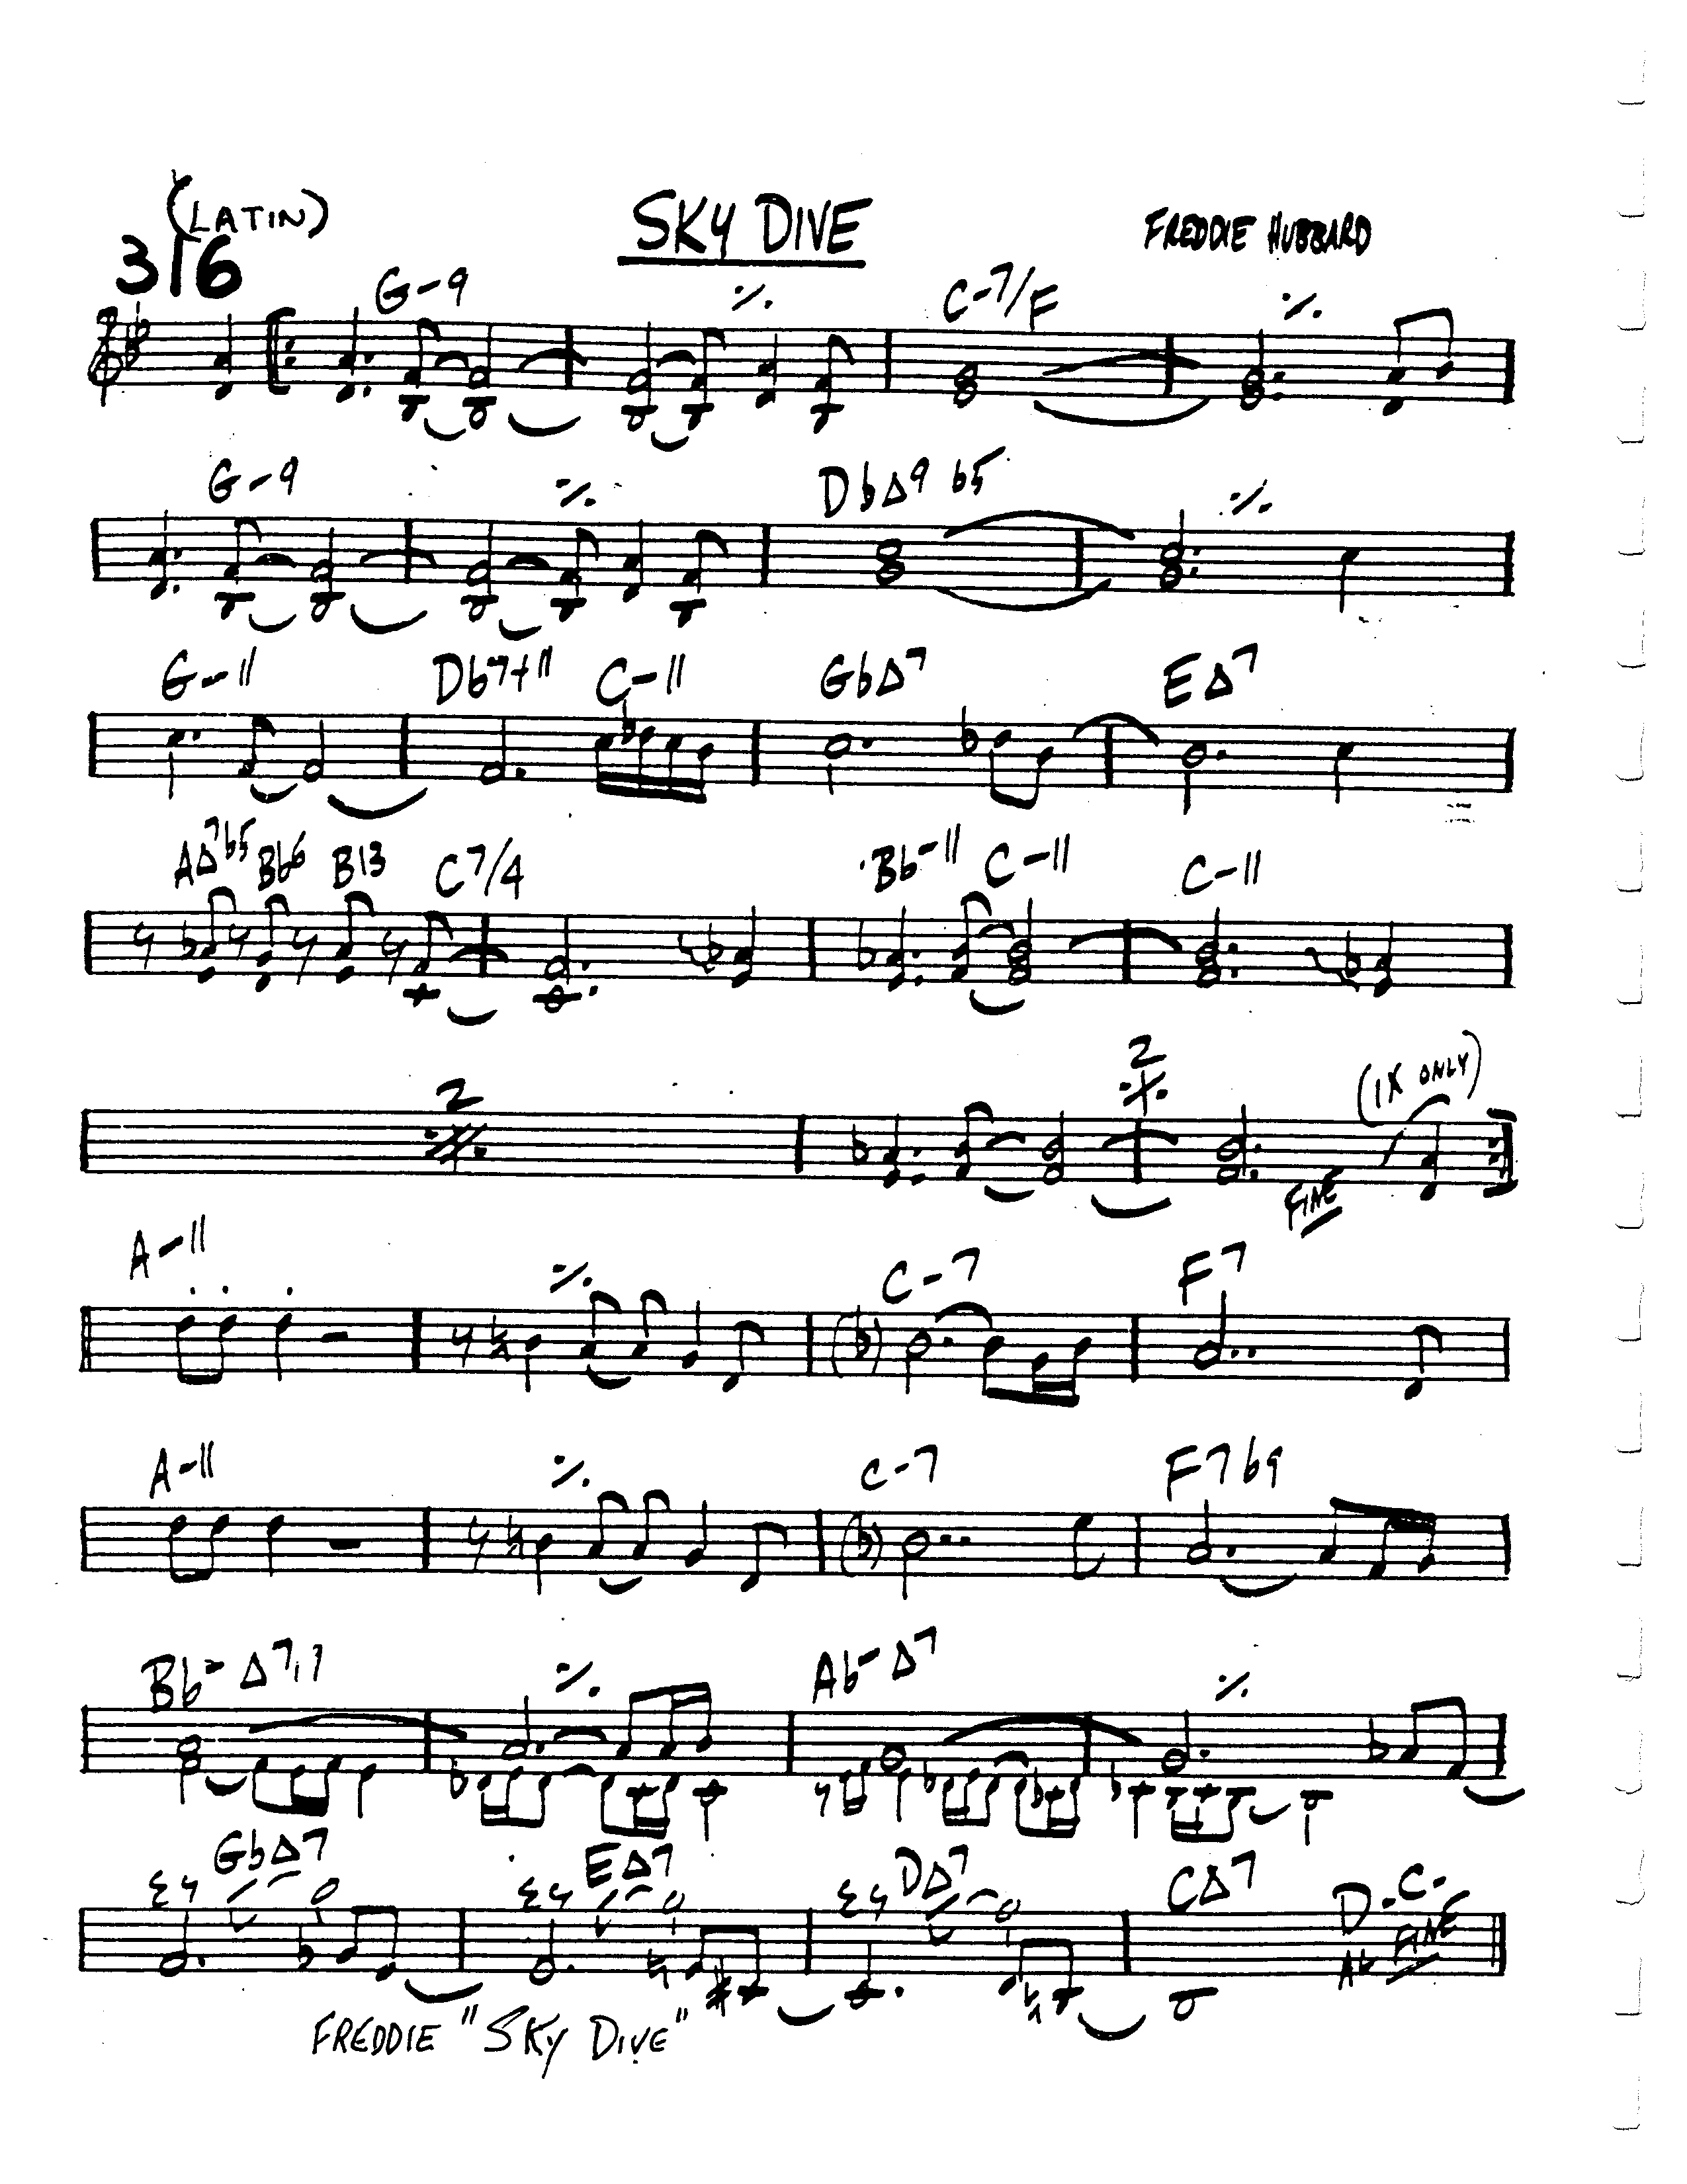 (LATIN)
316
SKY DIVE
FREDDIE HUBBARD
G-9 ٪ C-7/F ٪
G-9 ٪ Db∆9 b5 ٪
G-11 Db7+11 C-11 Gb∆7 E∆7
A∆7b5 Bb6 B13 C7/4 Bb-11 C-11 C-11
2 2 (1X ONLY)
FINE
A-11 ٪ C-7 F7
A-11 ٪ C-7 F7b9
Bb-∆7 ٪ Ab-∆7 ٪
Gb∆7 E∆7 D∆7 C∆7 D.C.
AL FINE
FREDDIE "SKY DIVE"